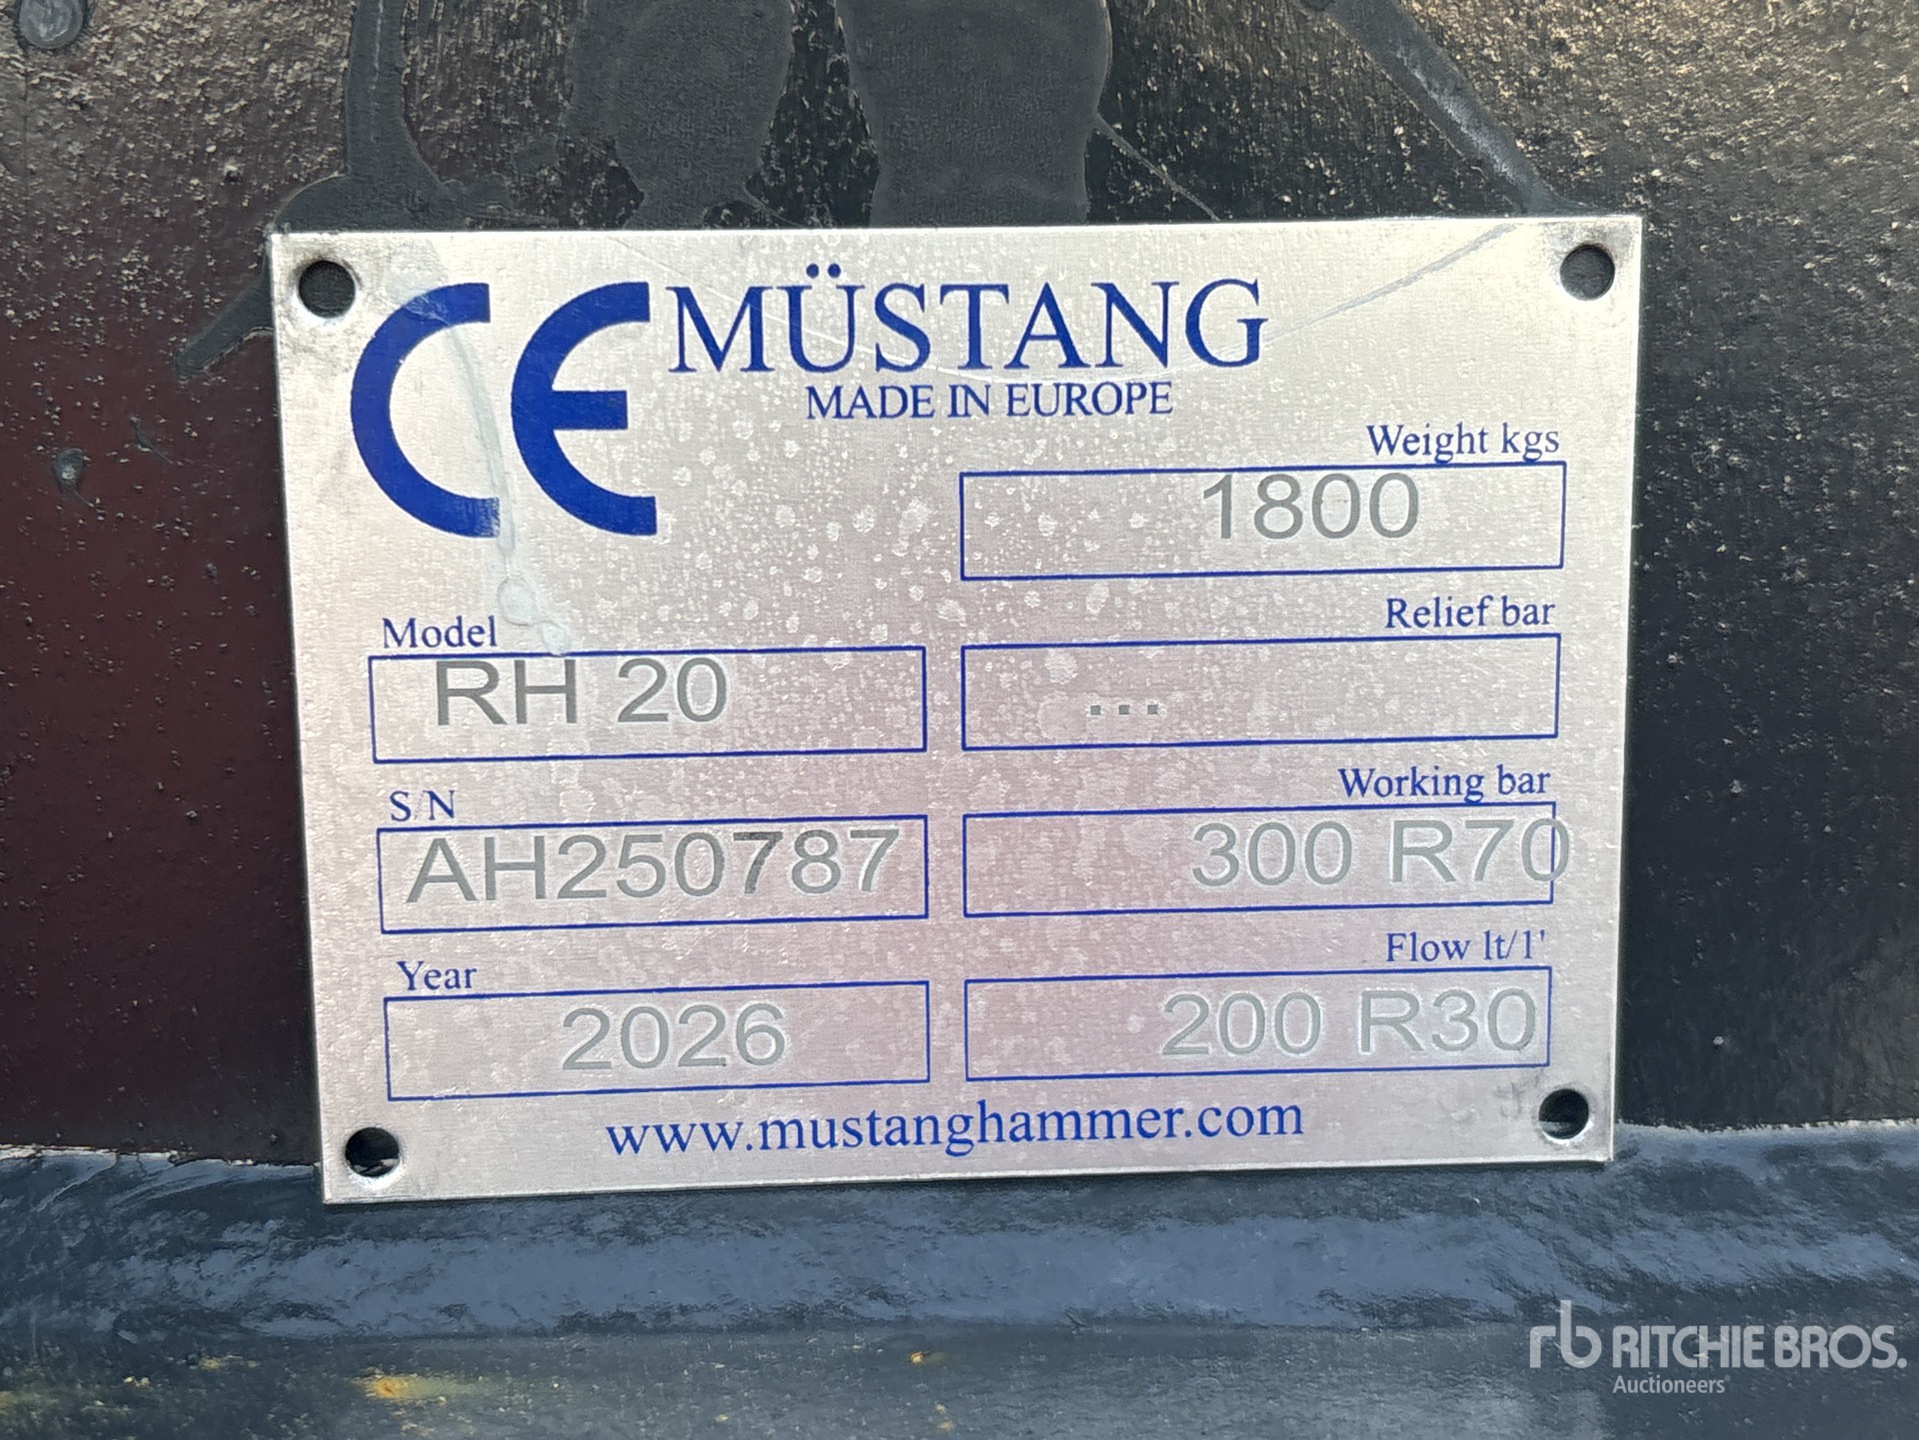 CE MÜSTANG
MADE IN EUROPE
Weight kgs
1800
Model
RH 20
Relief bar
...
S/N
AH250787
Working bar
300 R70
Year
2026
Flow lt/1'
200 R30
www.mustanghammer.com
rb RITCHIE BROS.
Auctioneers